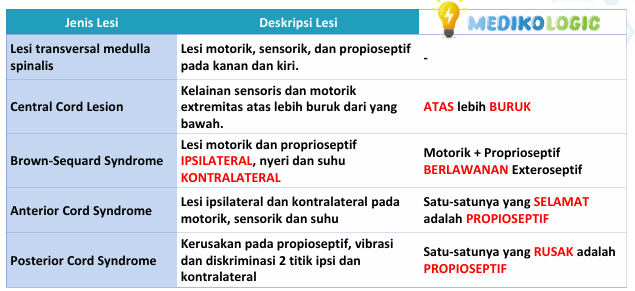 MEDIKOLOGIC
Jenis Lesi
Deskripsi Lesi
Lesi transversal medulla
spinalis
Lesi motorik, sensorik, dan propioseptif
pada kanan dan kiri.
-
Central Cord Lesion
Kelainan sensoris dan motorik
extremitas atas lebih buruk dari yang
bawah.
ATAS lebih BURUK
Brown-Sequard Syndrome
Lesi motorik dan proprioseptif
IPSILATERAL, nyeri dan suhu
KONTRALATERAL
Motorik + Proprioseptif
BERLAWANAN Exteroseptif
Anterior Cord Syndrome
Lesi ipsilateral dan kontralateral pada
motorik, sensorik dan suhu
Satu-satunya yang SELAMAT
adalah PROPIOSEPTIF
Posterior Cord Syndrome
Kerusakan pada propioseptif, vibrasi
dan diskriminasi 2 titik ipsi dan
kontralateral
Satu-satunya yang RUSAK adalah
PROPIOSEPTIF